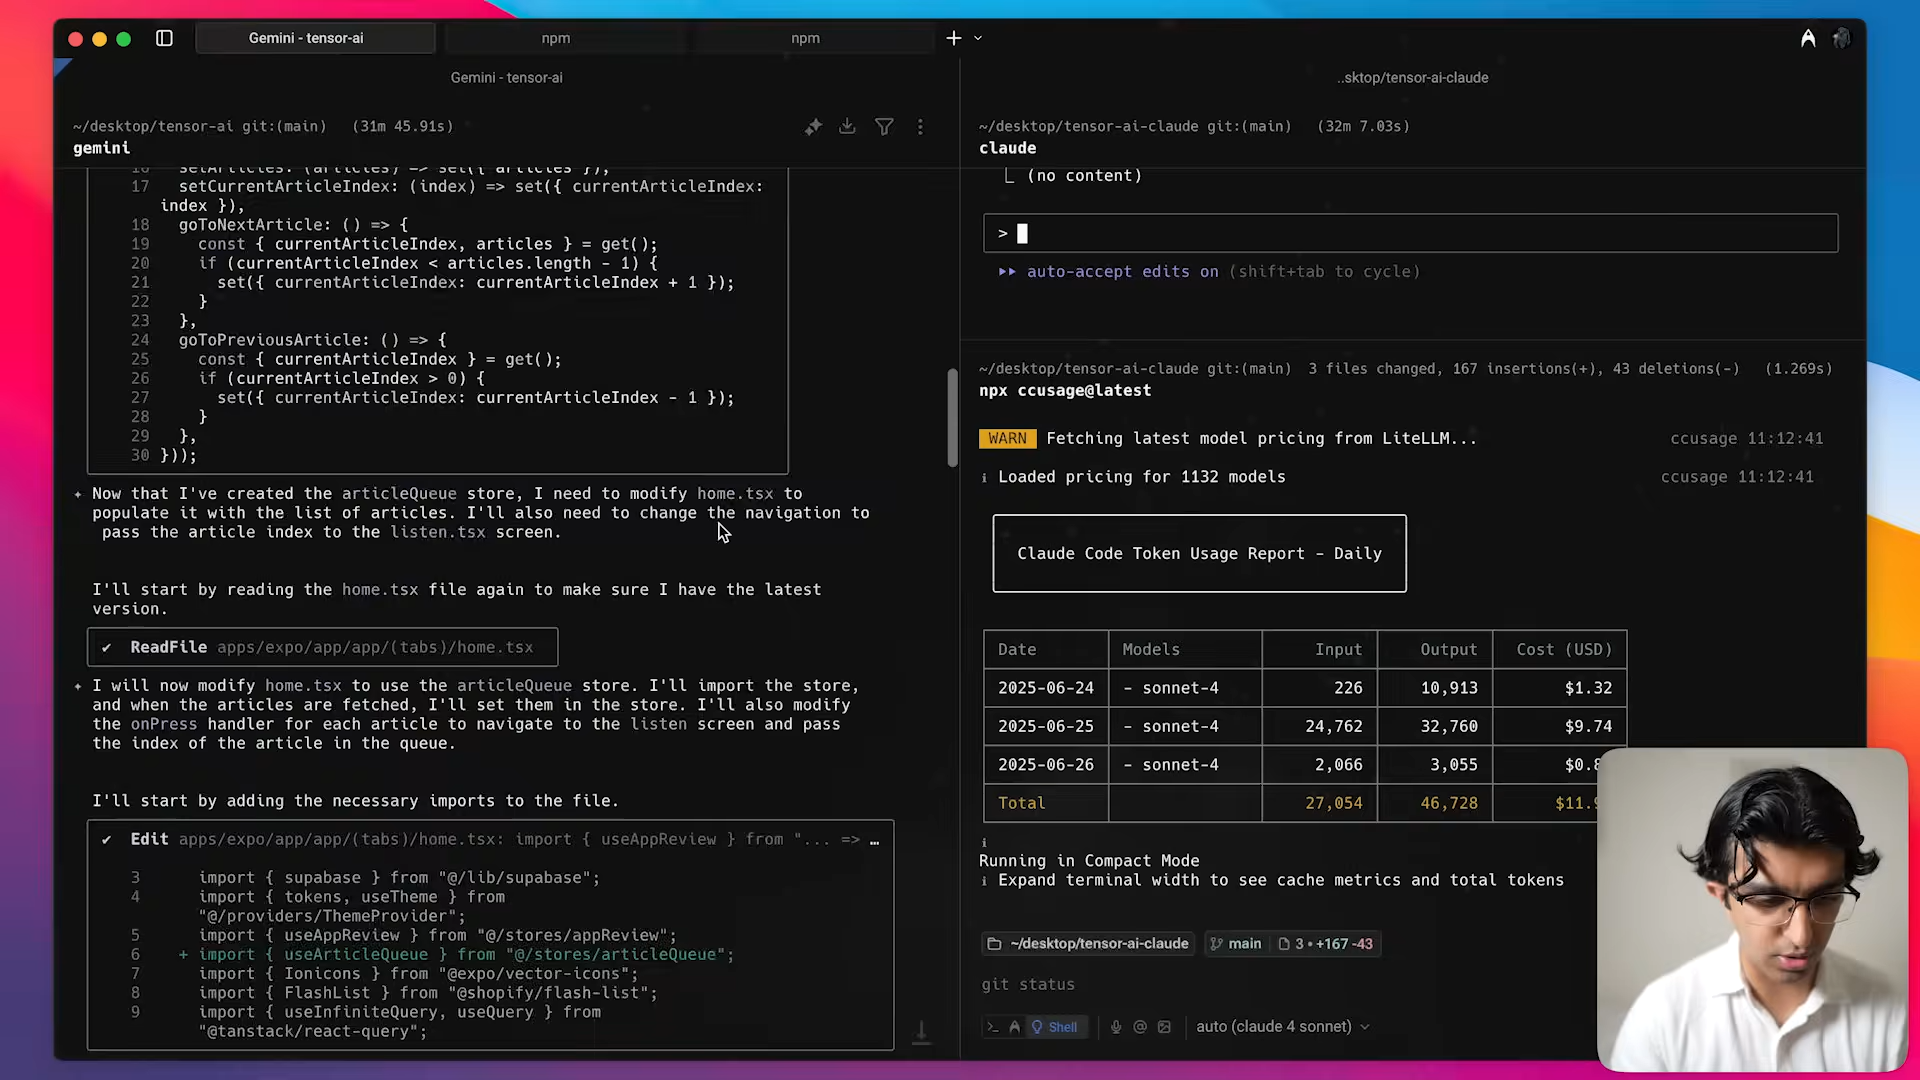 Gemini - tensor-ai
npm
npm
Gemini - tensor-ai
..sktop/tensor-ai-claude
~/desktop/tensor-ai git:(main) (31m 45.91s)
gemini
16 setArticles: (articles) => set({ articles }),
17 setCurrentArticleIndex: (index) => set({ currentArticleIndex:
index }),
18 goToNextArticle: () => {
19 const { currentArticleIndex, articles } = get();
20 if (currentArticleIndex < articles.length - 1) {
21 set({ currentArticleIndex: currentArticleIndex + 1 });
22 }
23 },
24 goToPreviousArticle: () => {
25 const { currentArticleIndex } = get();
26 if (currentArticleIndex > 0) {
27 set({ currentArticleIndex: currentArticleIndex - 1 });
28 }
29 },
30 }));
✦ Now that I've created the articleQueue store, I need to modify home.tsx to
populate it with the list of articles. I'll also need to change the navigation to
pass the article index to the listen.tsx screen.
I'll start by reading the home.tsx file again to make sure I have the latest
version.
✔ ReadFile apps/expo/app/app/(tabs)/home.tsx
✦ I will now modify home.tsx to use the articleQueue store. I'll import the store,
and when the articles are fetched, I'll set them in the store. I'll also modify
the onPress handler for each article to navigate to the listen screen and pass
the index of the article in the queue.
I'll start by adding the necessary imports to the file.
✔ Edit apps/expo/app/app/(tabs)/home.tsx: import { useAppReview } from "... => …
3 import { supabase } from "@/lib/supabase";
4 import { tokens, useTheme } from
"@/providers/ThemeProvider";
5 import { useAppReview } from "@/stores/appReview";
6 + import { useArticleQueue } from "@/stores/articleQueue";
7 import { Ionicons } from "@expo/vector-icons";
8 import { FlashList } from "@shopify/flash-list";
9 import { useInfiniteQuery, useQuery } from
"@tanstack/react-query";
~/desktop/tensor-ai-claude git:(main) (32m 7.03s)
claude
⎿ (no content)
>
⏵⏵ auto-accept edits on (shift+tab to cycle)
~/desktop/tensor-ai-claude git:(main) 3 files changed, 167 insertions(+), 43 deletions(-) (1.269s)
npx ccusage@latest
WARN Fetching latest model pricing from LiteLLM... ccusage 11:12:41
ℹ Loaded pricing for 1132 models ccusage 11:12:41
Claude Code Token Usage Report - Daily
Date Models Input Output Cost (USD)
2025-06-24 - sonnet-4 226 10,913 $1.32
2025-06-25 - sonnet-4 24,762 32,760 $9.74
2025-06-26 - sonnet-4 2,066 3,055
Total 27,054 46,728
ℹ
Running in Compact Mode
ℹ Expand terminal width to see cache metrics and total tokens
~/desktop/tensor-ai-claude main 3 • +167 -43
git status
Shell auto (claude 4 sonnet)